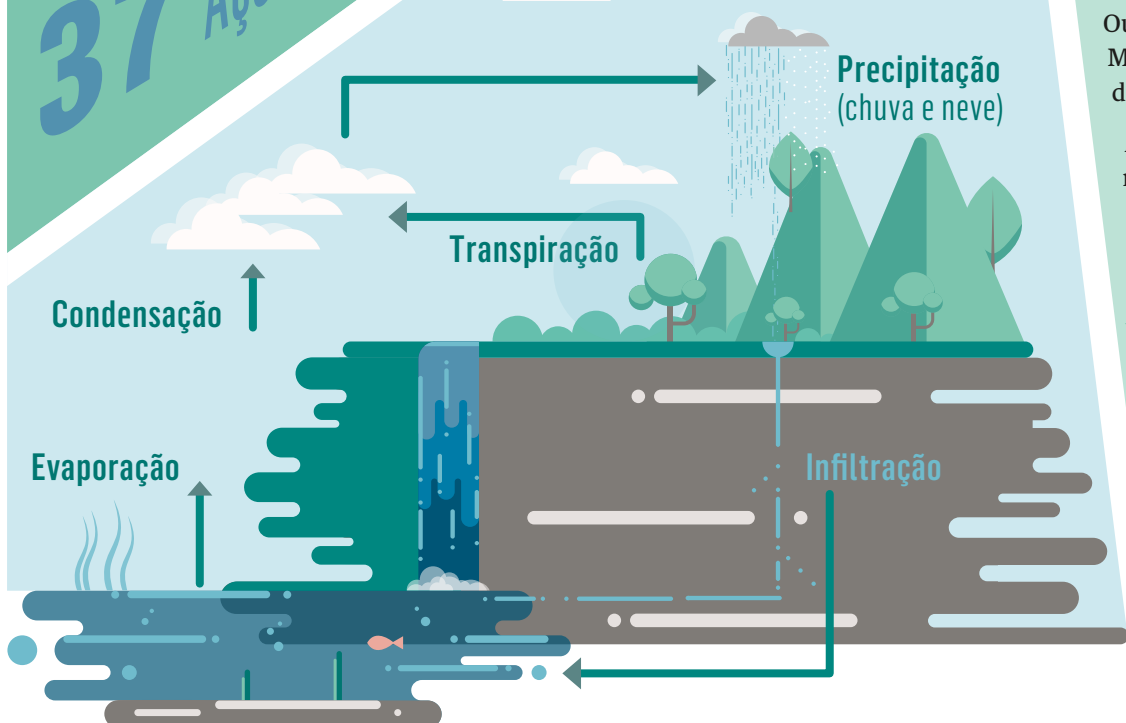 37
Precipitação
(chuva e neve)
Transpiração
Condensação
Evaporação
Infiltração